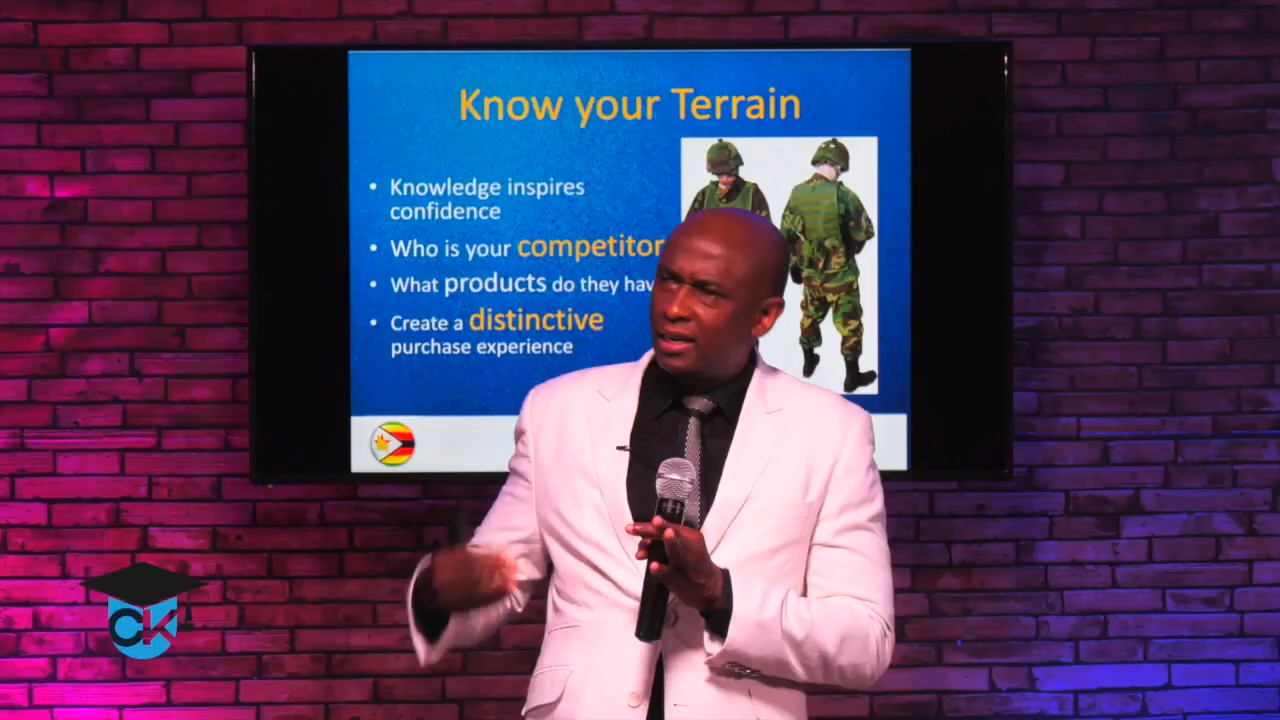 Know your Terrain
• Knowledge inspires
confidence
• Who is your competitor
• What products do they hav
• Create a distinctive
purchase experience
CK